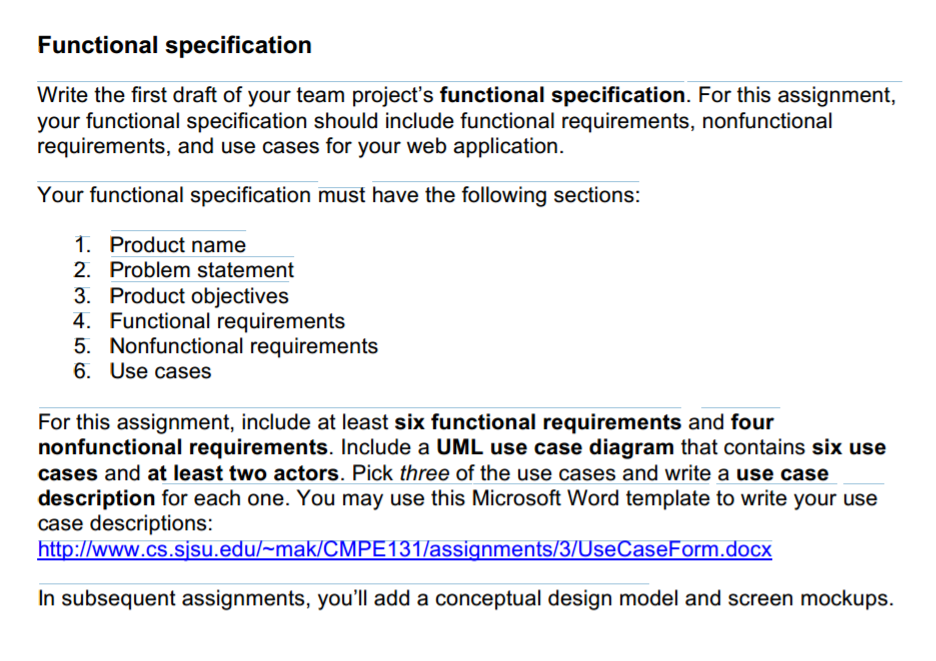 Functional specification
Write the first draft of your team project’s functional specification. For this assignment,
your functional specification should include functional requirements, nonfunctional
requirements, and use cases for your web application.
Your functional specification must have the following sections:
1. Product name
2. Problem statement
3. Product objectives
4. Functional requirements
5. Nonfunctional requirements
6. Use cases
For this assignment, include at least six functional requirements and four
nonfunctional requirements. Include a UML use case diagram that contains six use
cases and at least two actors. Pick three of the use cases and write a use case
description for each one. You may use this Microsoft Word template to write your use
case descriptions:
http://www.cs.sjsu.edu/~mak/CMPE131/assignments/3/UseCaseForm.docx
In subsequent assignments, you’ll add a conceptual design model and screen mockups.